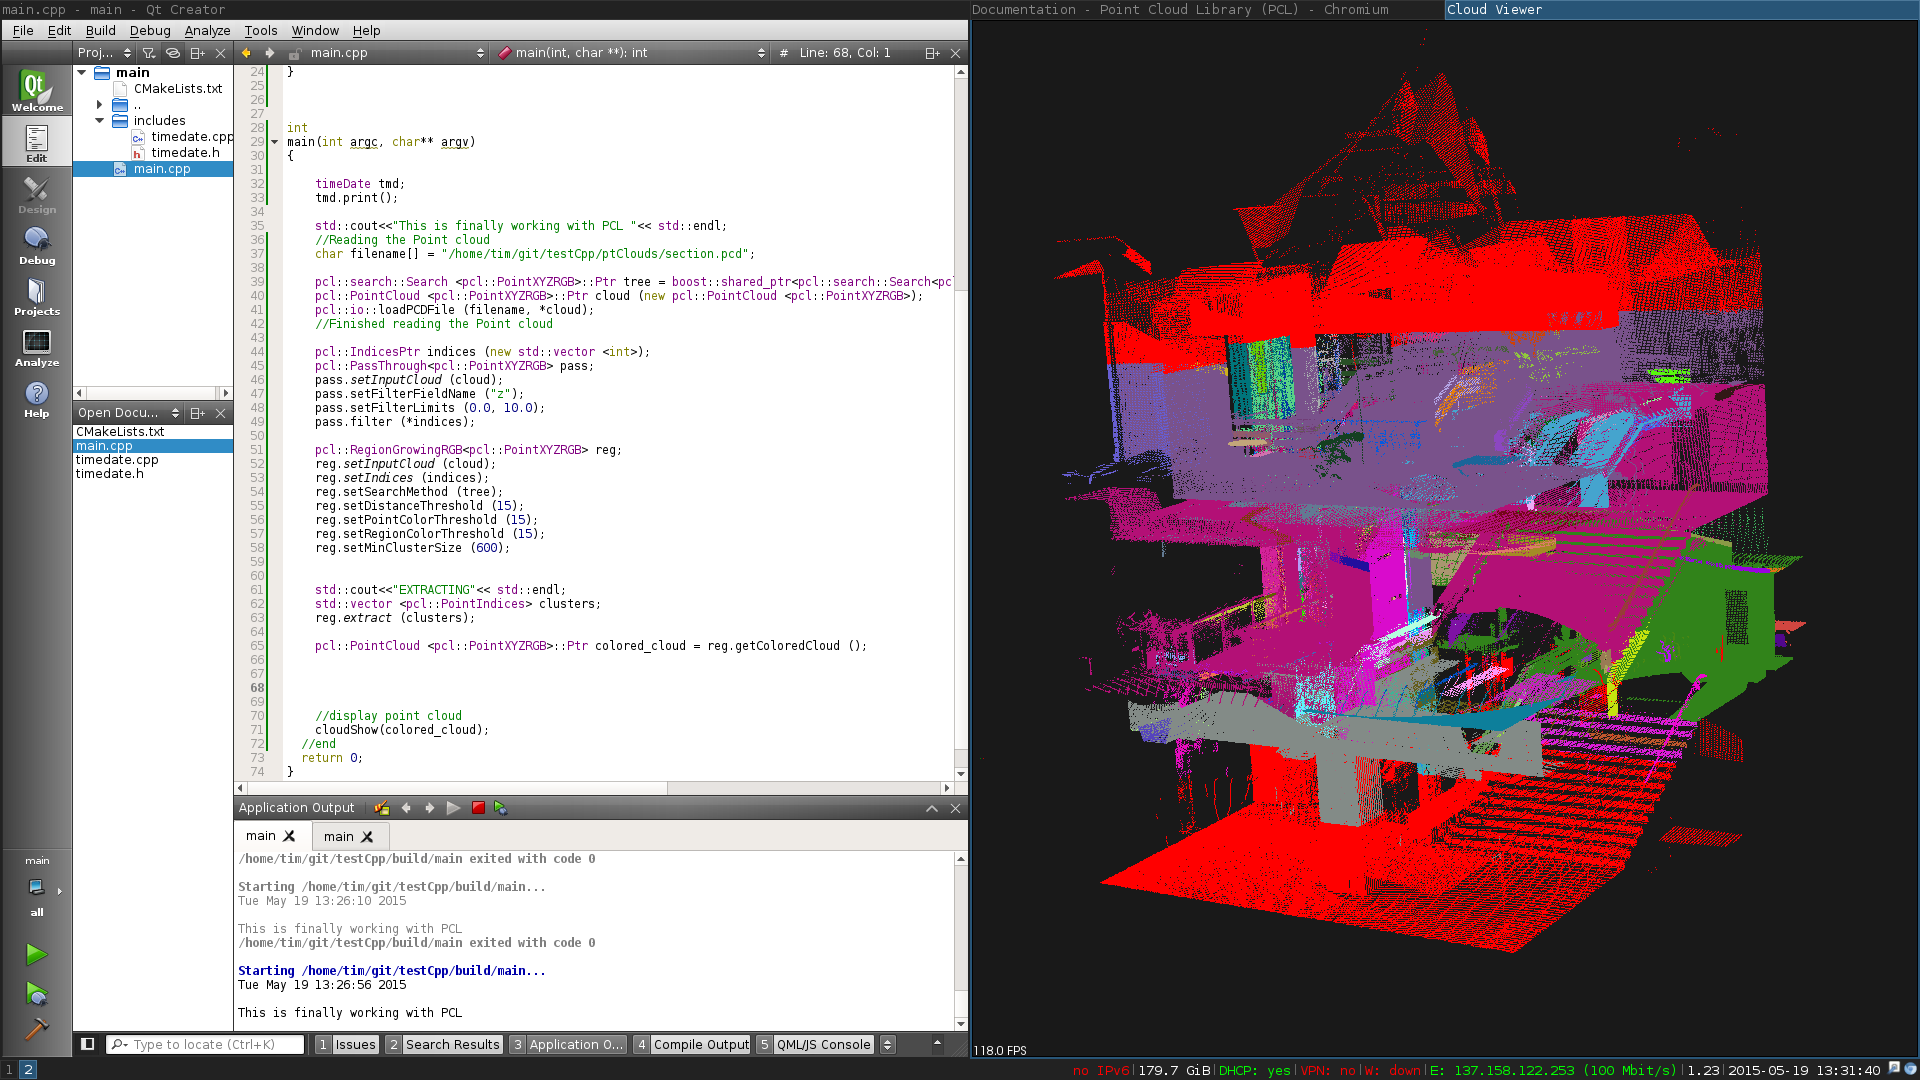 main.cpp - main - Qt Creator
Documentation - Point Cloud Library (PCL) - Chromium
Cloud Viewer
File Edit Build Debug Analyze Tools Window Help
Proj...
main.cpp
main(int, char **): int
# Line: 68, Col: 1
Welcome
Edit
Design
Debug
Projects
Analyze
Help
main
CMakeLists.txt
..
includes
timedate.cpp
timedate.h
main.cpp
Open Docu...
CMakeLists.txt
main.cpp
timedate.cpp
timedate.h
24 }
25
26
27
28 int
29 main(int argc, char** argv)
30 {
31
32 timeDate tmd;
33 tmd.print();
34
35 std::cout<<"This is finally working with PCL "<< std::endl;
36 //Reading the Point cloud
37 char filename[] = "/home/tim/git/testCpp/ptClouds/section.pcd";
38
39 pcl::search::Search <pcl::PointXYZRGB>::Ptr tree = boost::shared_ptr<pcl::search::Search<pc
40 pcl::PointCloud <pcl::PointXYZRGB>::Ptr cloud (new pcl::PointCloud <pcl::PointXYZRGB>);
41 pcl::io::loadPCDFile (filename, *cloud);
42 //Finished reading the Point cloud
43
44 pcl::IndicesPtr indices (new std::vector <int>);
45 pcl::PassThrough<pcl::PointXYZRGB> pass;
46 pass.setInputCloud (cloud);
47 pass.setFilterFieldName ("z");
48 pass.setFilterLimits (0.0, 10.0);
49 pass.filter (*indices);
50
51 pcl::RegionGrowingRGB<pcl::PointXYZRGB> reg;
52 reg.setInputCloud (cloud);
53 reg.setIndices (indices);
54 reg.setSearchMethod (tree);
55 reg.setDistanceThreshold (15);
56 reg.setPointColorThreshold (15);
57 reg.setRegionColorThreshold (15);
58 reg.setMinClusterSize (600);
59
60
61 std::cout<<"EXTRACTING"<< std::endl;
62 std::vector <pcl::PointIndices> clusters;
63 reg.extract (clusters);
64
65 pcl::PointCloud <pcl::PointXYZRGB>::Ptr colored_cloud = reg.getColoredCloud ();
66
67
68
69
70 //display point cloud
71 cloudShow(colored_cloud);
72 //end
73 return 0;
74 }
Application Output
main main
/home/tim/git/testCpp/build/main exited with code 0
Starting /home/tim/git/testCpp/build/main...
Tue May 19 13:26:10 2015
This is finally working with PCL
/home/tim/git/testCpp/build/main exited with code 0
Starting /home/tim/git/testCpp/build/main...
Tue May 19 13:26:56 2015
This is finally working with PCL
main
all
Type to locate (Ctrl+K)
1 Issues 2 Search Results 3 Application O... 4 Compile Output 5 QML/JS Console
118.0 FPS
1 2
no IPv6|179.7 GiB|DHCP: yes|VPN: no|W: down|E: 137.158.122.253 (100 Mbit/s)|1.23|2015-05-19 13:31:40